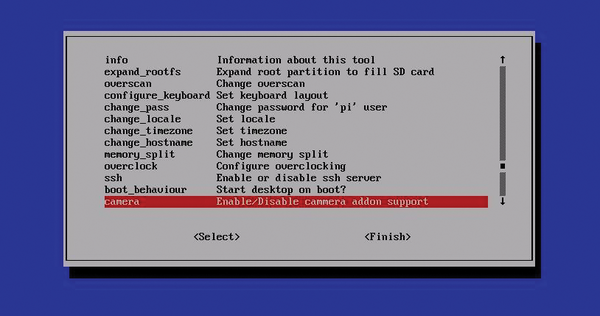 info Information about this tool
expand_rootfs Expand root partition to fill SD card
overscan Change overscan
configure_keyboard Set keyboard layout
change_pass Change password for 'pi' user
change_locale Set locale
change_timezone Set timezone
change_hostname Set hostname
memory_split Change memory split
overclock Configure overclocking
ssh Enable or disable ssh server
boot_behaviour Start desktop on boot?
camera Enable/Disable cammera addon support
<Select> <Finish>